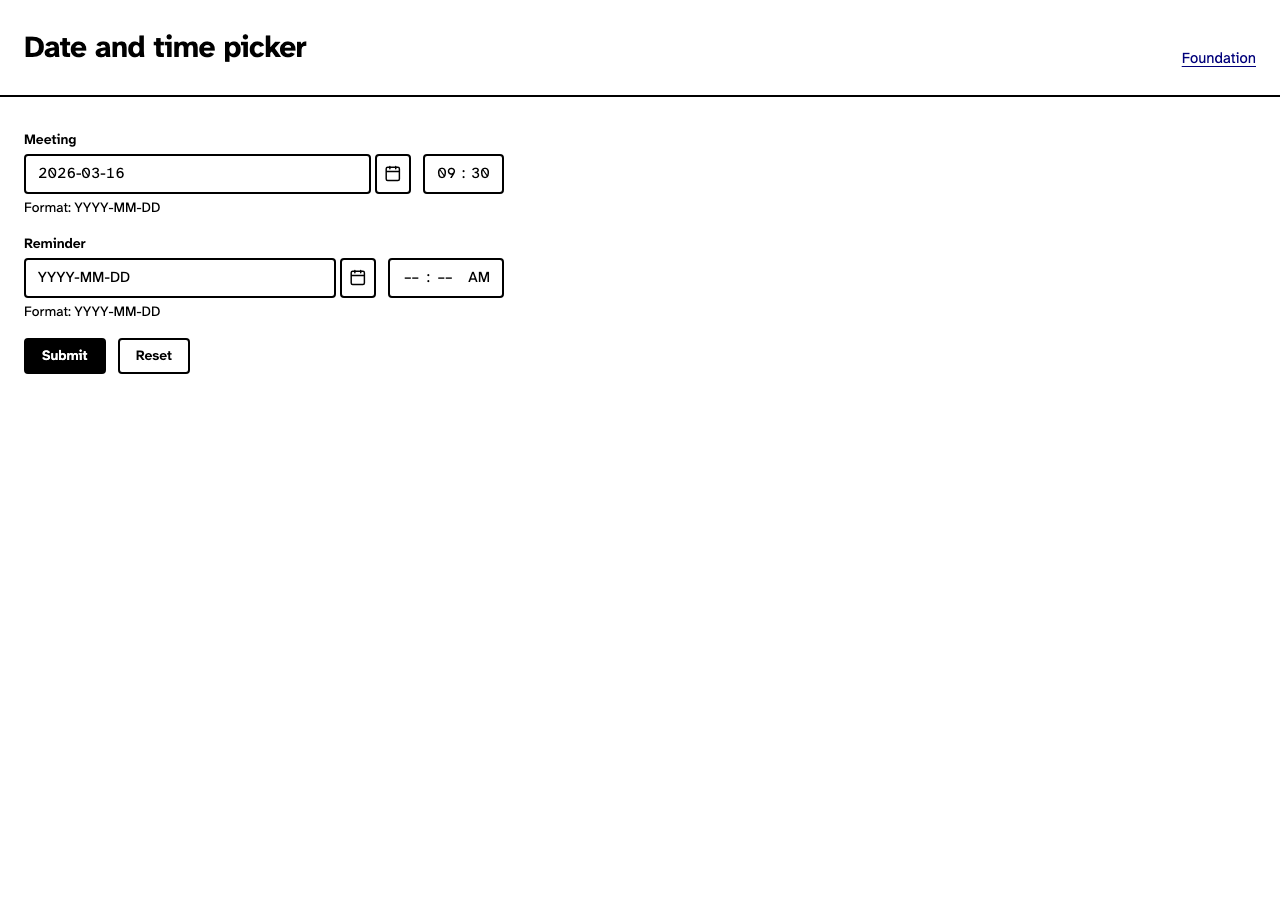 Date and time picker
Foundation
Meeting
2026-03-16
09 : 30
Format: YYYY-MM-DD
Reminder
YYYY-MM-DD
-- : -- AM
Format: YYYY-MM-DD
Submit
Reset